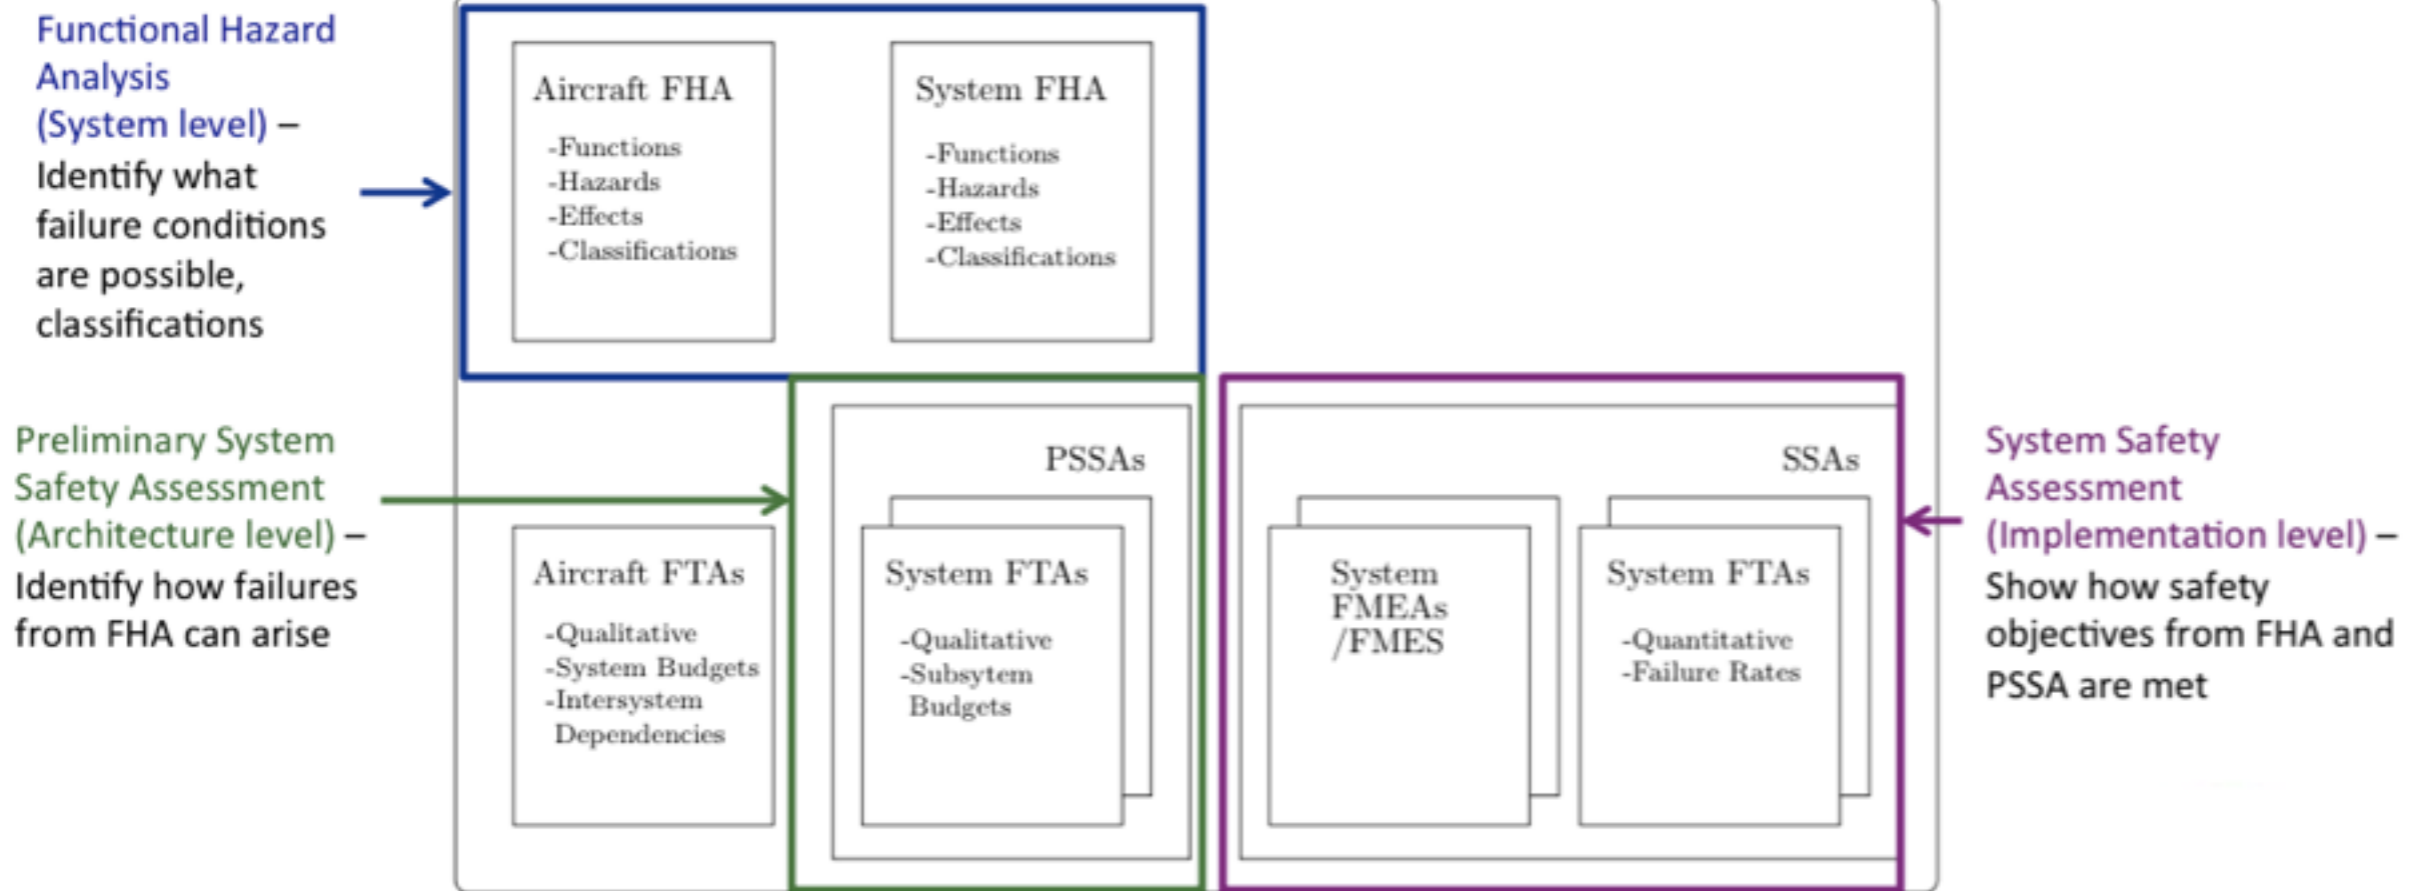 Functional Hazard
Analysis
(System level) –
Identify what
failure conditions
are possible,
classifications
Aircraft FHA
-Functions
-Hazards
-Effects
-Classifications
System FHA
-Functions
-Hazards
-Effects
-Classifications
Preliminary System
Safety Assessment
(Architecture level) –
Identify how failures
from FHA can arise
Aircraft FTAs
-Qualitative
-System Budgets
-Intersystem
Dependencies
PSSAs
System FTAs
-Qualitative
-Subsytem
Budgets
SSAs
System
FMEAs
/FMES
System FTAs
-Quantitative
-Failure Rates
System Safety
Assessment
(Implementation level) –
Show how safety
objectives from FHA and
PSSA are met